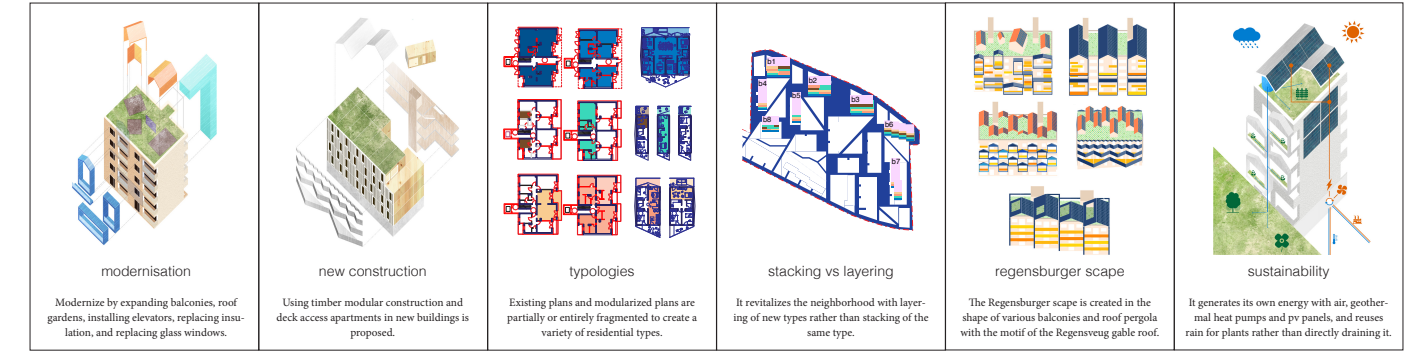 b1
b2
b4
b5
b3
b8
b6
b7
modernisation
Modernize by expanding balconies, roof
gardens, installing elevators, replacing insu-
lation, and replacing glass windows.
new construction
Using timber modular construction and
deck access apartments in new buildings is
proposed.
typologies
Existing plans and modularized plans are
partially or entirely fragmented to create a
variety of residential types.
stacking vs layering
It revitalizes the neighborhood with layer-
ing of new types rather than stacking of the
same type.
regensburger scape
The Regensburger scape is created in the
shape of various balconies and roof pergola
with the motif of the Regensveug gable roof.
sustainability
It generates its own energy with air, geother-
mal heat pumps and pv panels, and reuses
rain for plants rather than directly draining it.